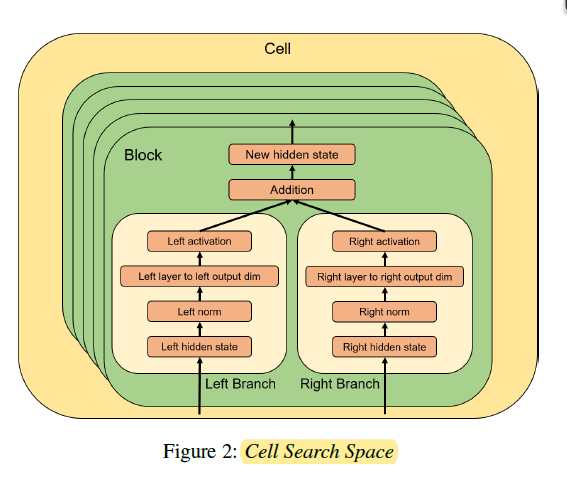 Cell
Block
New hidden state
Addition
Left activation
Left layer to left output dim
Left norm
Left hidden state
Left Branch
Right activation
Right layer to right output dim
Right norm
Right hidden state
Right Branch
Figure 2: Cell Search Space